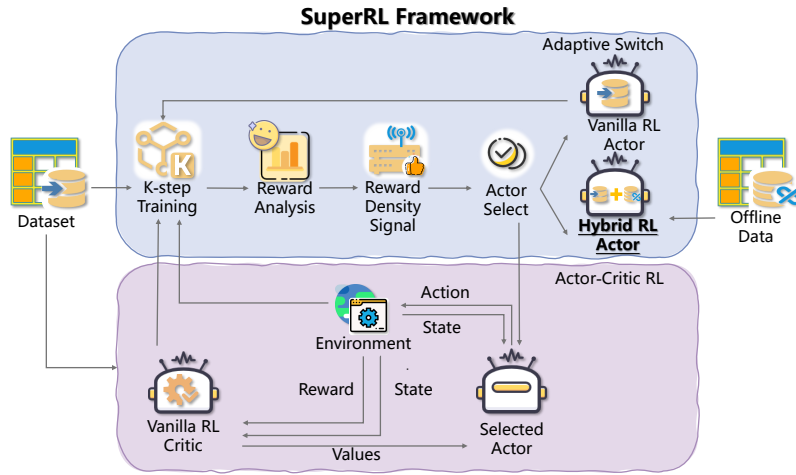 SuperRL Framework
Adaptive Switch
Vanilla RL
Actor
K
K-step
Training
Reward
Analysis
Reward
Density
Signal
Actor
Select
Hybrid RL
Actor
Dataset
Offline
Data
Actor-Critic RL
Action
State
Environment
Reward
State
Vanilla RL
Critic
Values
Selected
Actor